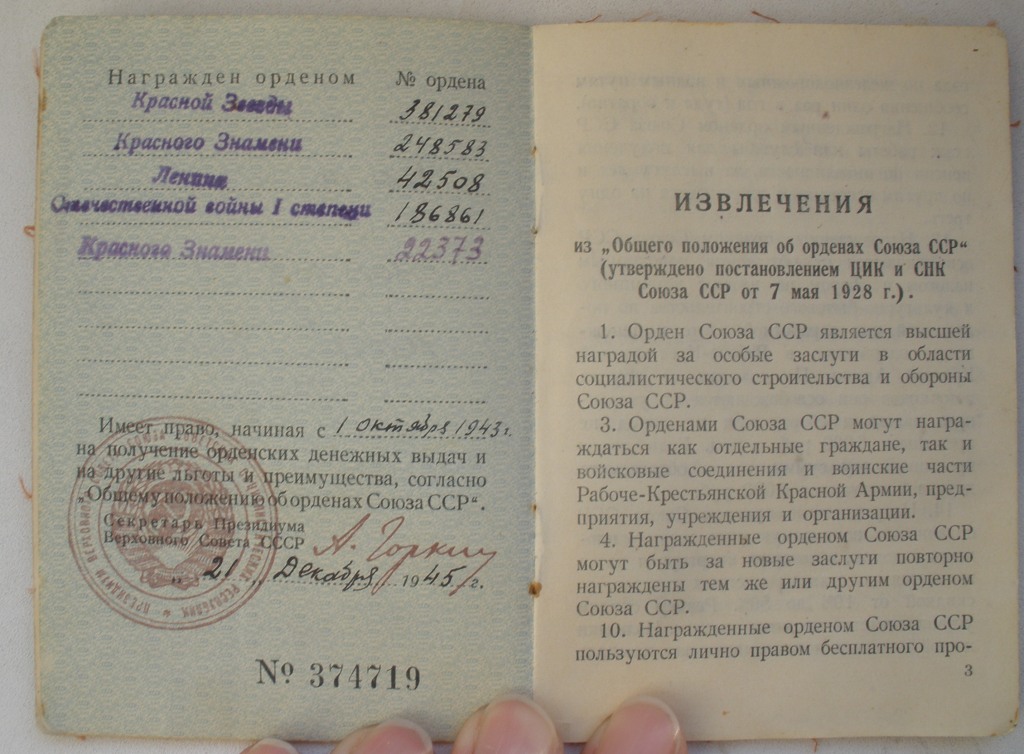 Награжден орденом № ордена
Красной Звезды 381279
Красного Знамени 248583
Ленина 42508
Отечественной войны I степени 186861
Красного Знамени 22373
Имеет право, начиная с 1 октября 1943 г.
на получение орденских денежных выдач и
на другие льготы и преимущества, согласно
„Общему положению об орденах Союза ССР“.
Секретарь Президиума
Верховного Совета СССР А. Горкин
„ 21 „ Декабря 1945 г.
№ 374719
ИЗВЛЕЧЕНИЯ
из „Общего положения об орденах Союза ССР“
(утверждено постановлением ЦИК и СНК
Союза ССР от 7 мая 1928 г.).
1. Орден Союза ССР является высшей
наградой за особые заслуги в области
социалистического строительства и обороны
Союза ССР.
3. Орденами Союза ССР могут награ-
ждаться как отдельные граждане, так и
войсковые соединения и воинские части
Рабоче-Крестьянской Красной Армии, пред-
приятия, учреждения и организации.
4. Награжденные орденом Союза ССР
могут быть за новые заслуги повторно
награждены тем же или другим орденом
Союза ССР.
10. Награжденные орденом Союза ССР
пользуются лично правом бесплатного про-
3